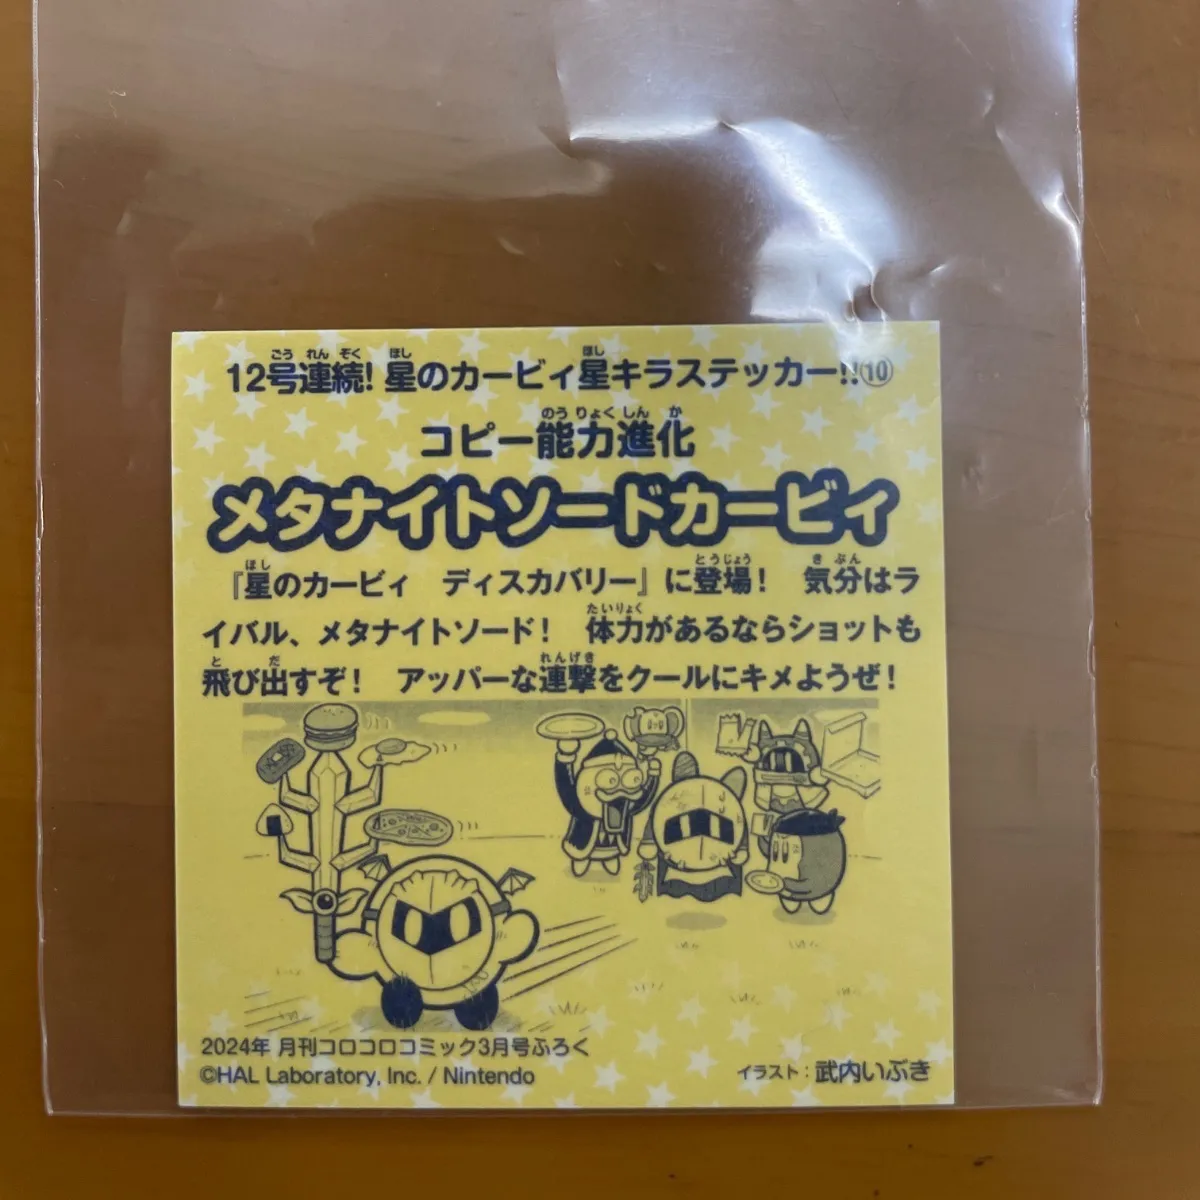 12号連続! 星のカービィ星キラステッカー!!⑩
コピー能力進化
メタナイトソードカービィ
『星のカービィ ディスカバリー』に登場! 気分はラ
イバル、メタナイトソード! 体力があるならショットも
飛び出すぞ! アッパーな連撃をクールにキメようぜ!
2024年 月刊コロコロコミック3月号ふろく
©HAL Laboratory, Inc. / Nintendo
イラスト:武内いぶき